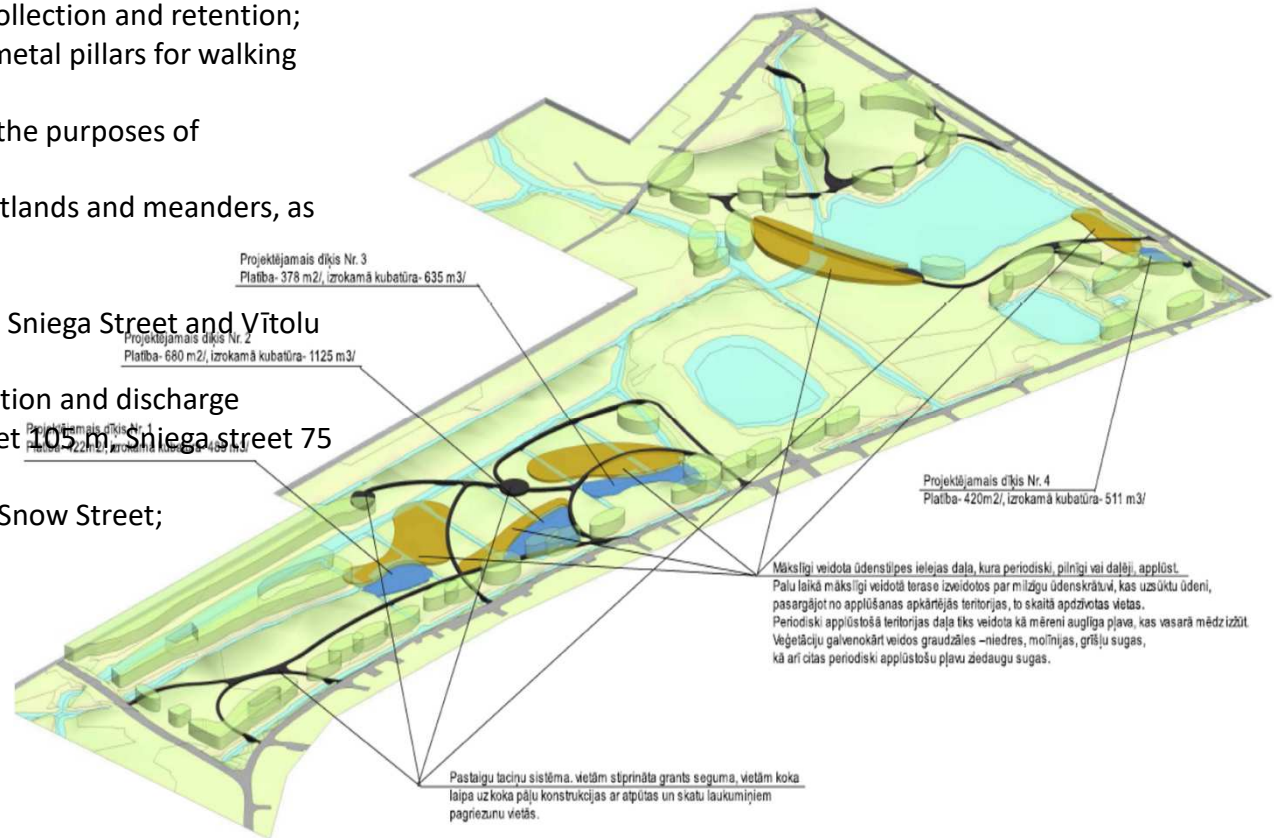 ollection and retention;
metal pillars for walking
the purposes of
tlands and meanders, as
Sniega Street and Vītolu
tion and discharge
et 105 m; Sniega street 75
Snow Street;
Projektējamais dīķis Nr. 3
Platība- 378 m2/, izrokamā kubatūra- 635 m3/
Projektējamais dīķis Nr. 2
Platība- 680 m2/, izrokamā kubatūra- 1125 m3/
Projektējamais dīķis Nr. 1
Platība- 422m2/, izrokamā kubatūra- 489 m3/
Projektējamais dīķis Nr. 4
Platība- 420m2/, izrokamā kubatūra- 511 m3/
Mākslīgi veidota ūdenstilpes ielejas daļa, kura periodiski, pilnīgi vai daļēji, applūst.
Palu laikā mākslīgi veidotā terase izveidotos par milzīgu ūdenskrātuvi, kas uzsūktu ūdeni,
pasargājot no applūšanas apkārtējās teritorijas, to skaitā apdzīvotas vietas.
Periodiski applūstošā teritorijas daļa tiks veidota kā mēreni auglīga pļava, kas vasarā mēdz izžūt.
Veģetāciju galvenokārt veidos graudzāles –niedres, molīnijas, grīšļu sugas,
kā arī citas periodiski applūstošu pļavu ziedaugu sugas.
Pastaigu taciņu sistēma. vietām stiprināta grants seguma, vietām koka
laipa uz koka pāļu konstrukcijas ar atpūtas un skatu laukumiņiem
pagriezunu vietās.